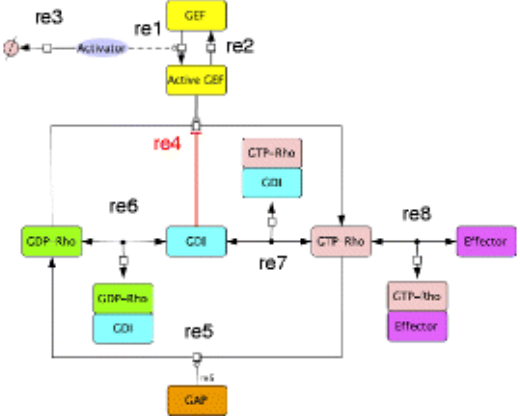 re3
GEF
re1
Activator
re2
Active GEF
re4
GTP-Rho
GDI
re6
re8
GDP-Rho
GDI
GTP-Rho
Effector
re7
GDP-Rho
GDI
GTP-Rho
Effector
re5
re5
GAP